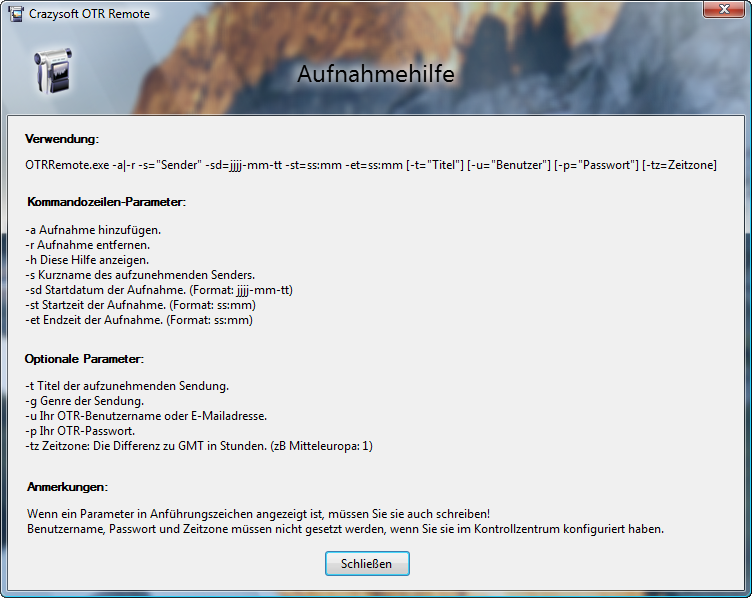 Crazysoft OTR Remote
Aufnahmehilfe
Verwendung:
OTRRemote.exe -a|-r -s="Sender" -sd=jjjj-mm-tt -st=ss:mm -et=ss:mm [-t="Titel"] [-u="Benutzer"] [-p="Passwort"] [-tz=Zeitzone]
Kommandozeilen-Parameter:
-a Aufnahme hinzufügen.
-r Aufnahme entfernen.
-h Diese Hilfe anzeigen.
-s Kurzname des aufzunehmenden Senders.
-sd Startdatum der Aufnahme. (Format: jjjj-mm-tt)
-st Startzeit der Aufnahme. (Format: ss:mm)
-et Endzeit der Aufnahme. (Format: ss:mm)
Optionale Parameter:
-t Titel der aufzunehmenden Sendung.
-g Genre der Sendung.
-u Ihr OTR-Benutzername oder E-Mailadresse.
-p Ihr OTR-Passwort.
-tz Zeitzone: Die Differenz zu GMT in Stunden. (zB Mitteleuropa: 1)
Anmerkungen:
Wenn ein Parameter in Anführungszeichen angezeigt ist, müssen Sie sie auch schreiben!
Benutzername, Passwort und Zeitzone müssen nicht gesetzt werden, wenn Sie sie im Kontrollzentrum konfiguriert haben.
Schließen